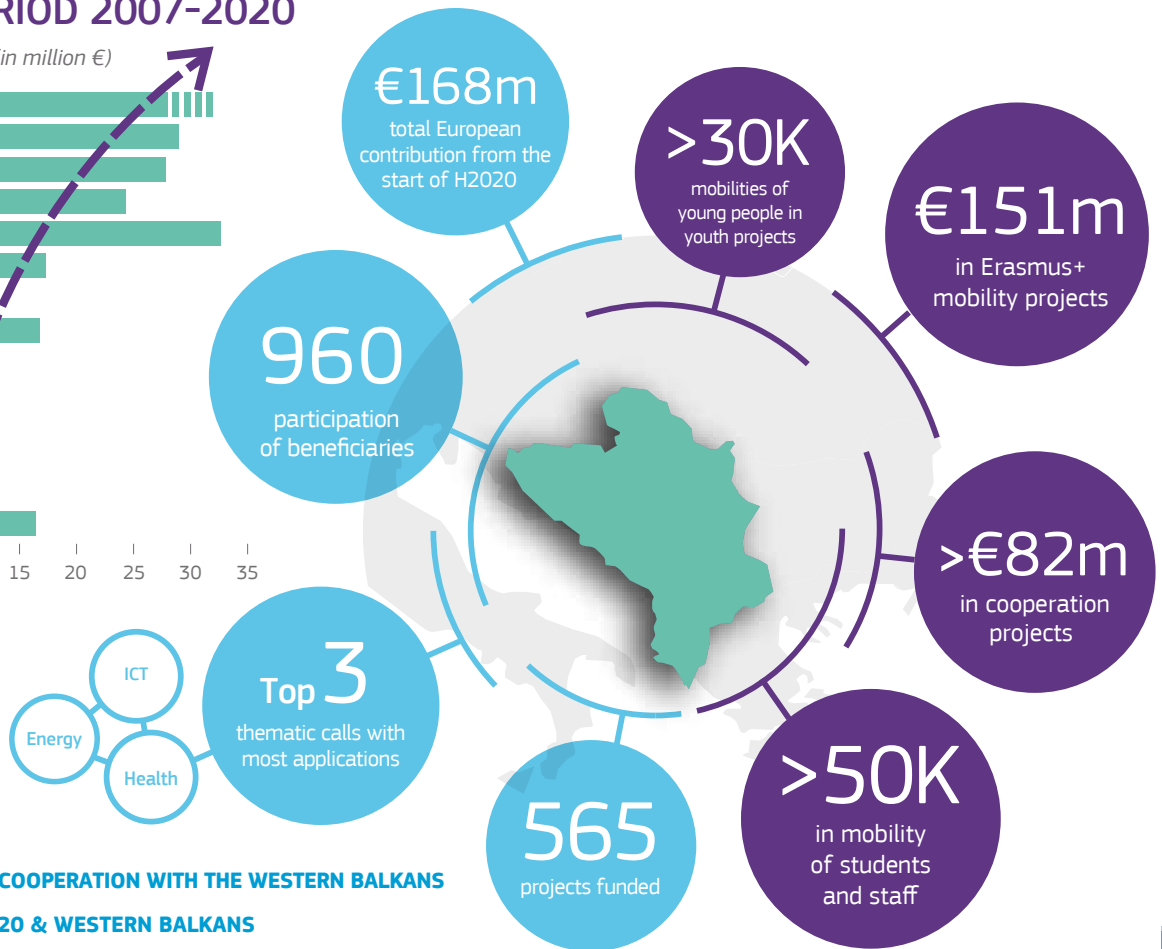 RIOD 2007-2020
in million €)
€168m
total European
contribution from the
start of H2020
>30K
mobilities of
young people in
youth projects
€151m
in Erasmus+
mobility projects
960
participation
of beneficiaries
>€82m
in cooperation
projects
15 20 25 30 35
ICT
Energy
Health
Top 3
thematic calls with
most applications
>50K
in mobility
of students
and staff
565
projects funded
COOPERATION WITH THE WESTERN BALKANS
20 & WESTERN BALKANS